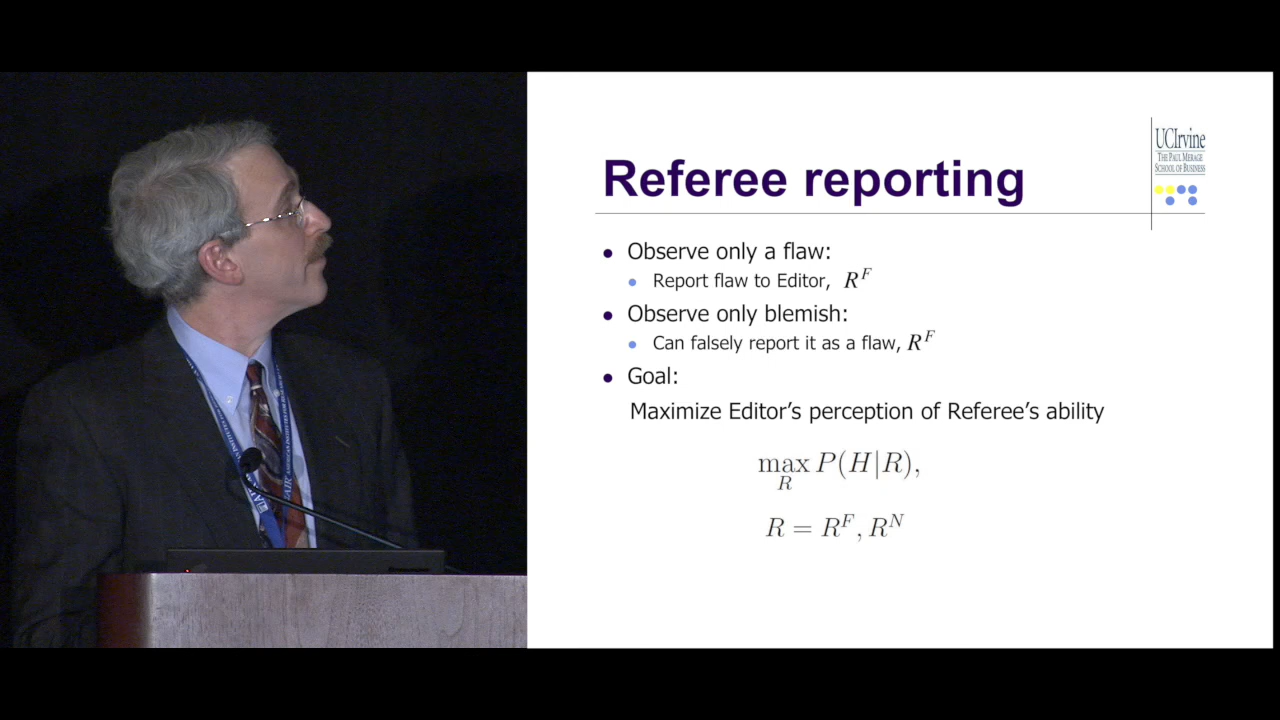 UCIrvine
THE PAUL MERAGE
SCHOOL OF BUSINESS
Referee reporting
Observe only a flaw:
Report flaw to Editor, R^F
Observe only blemish:
Can falsely report it as a flaw, R^F
Goal:
Maximize Editor's perception of Referee's ability
max P(H|R),
R
R = R^F, R^N